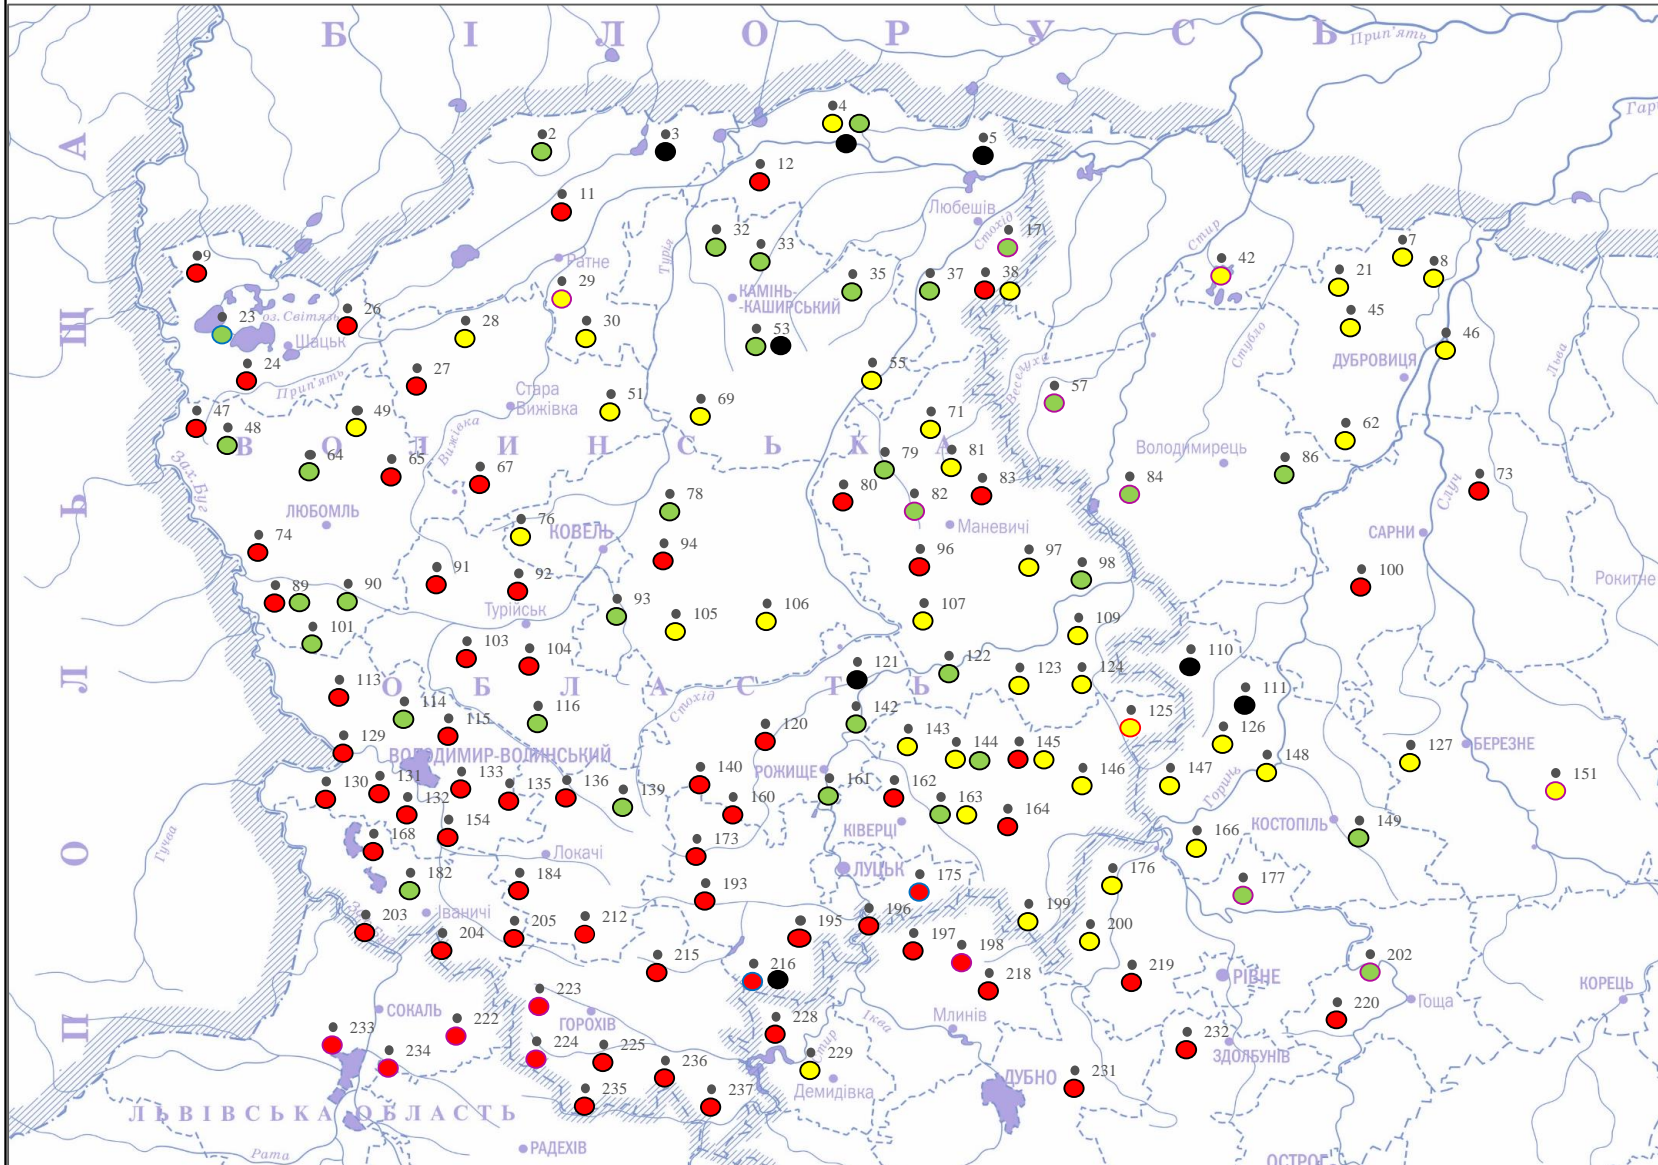 Б І Л О Р У С Ь
Прип'ять
Гари
4
2
3
5
А
12
11
Любешів
Стохід
17
32
33
7
Стир
42
9
Ратне
Турія
8
21
29
35
37
38
КАМІНЬ-
-КАШИРСЬКИЙ
23
оз. Світязь
26
28
30
45
Щ
Шацьк
53
46
Стубло
Льва
24
Прип'ять
27
55
ДУБРОВИЦЯ
Веселуха
57
Стара
Вижівка
51
69
47
49
71
62
48
В О Л И Н С Ь К А
Вижівка
Володимирець
64
65
67
79
81
86
Зах. Буг
80
82
83
84
73
Случ
Ь
78
ЛЮБОМЛЬ
76
КОВЕЛЬ
Маневичі
САРНИ
74
94
96
97
98
91
92
100
Рокитне
89
90
Турійськ
93
105
106
107
101
109
103
104
110
121
122
123
124
Л
113
О Б Л А С Т Ь
111
114
116
Стохід
115
142
125
129
120
143
126
ВОЛОДИМИР-ВОЛИНСЬКИЙ
144
145
127
БЕРЕЗНЕ
130
131
133
135
136
140
РОЖИЩЕ
146
147
148
Горинь
151
132
139
161
162
160
163
164
КІВЕРЦІ
КОСТОПІЛЬ
149
Гучва
154
168
166
О
173
Локачі
ЛУЦЬК
182
184
175
176
177
193
Іваничі
203
204
205
212
195
196
199
200
197
198
215
216
218
219
РІВНЕ
202
КОРЕЦЬ
223
СОКАЛЬ
Гоща
220
ГОРОХІВ
222
Млинів
Іква
П
233
228
232
ЗДОЛБУНІВ
224
225
Стир
234
229
236
231
ДУБНО
235
237
Демидівка
ЛЬВІВСЬКА ОБЛАСТЬ
Рата
РАДЕХІВ
ОСТРОГ